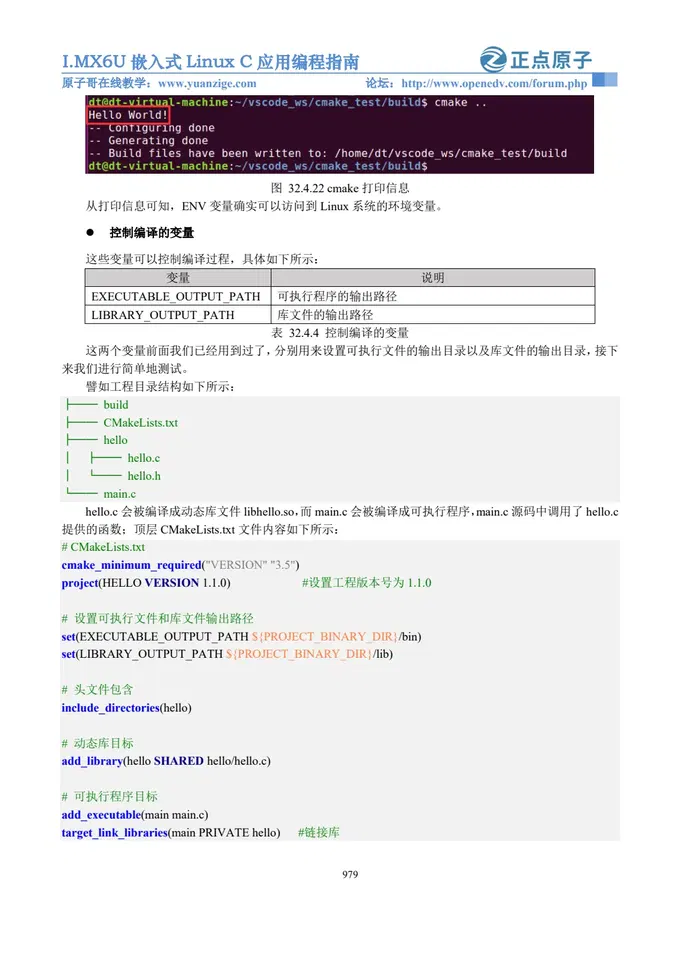 I.MX6U 嵌入式 Linux C 应用编程指南
正点原子
原子哥在线教学：www.yuanzige.com 论坛：http://www.openedv.com/forum.php
dt@dt-virtual-machine:~/vscode_ws/cmake_test/build$ cmake ..
Hello World!
-- Configuring done
-- Generating done
-- Build files have been written to: /home/dt/vscode_ws/cmake_test/build
dt@dt-virtual-machine:~/vscode_ws/cmake_test/build$
图 32.4.22 cmake 打印信息
从打印信息可知，ENV 变量确实可以访问到 Linux 系统的环境变量。
● 控制编译的变量
这些变量可以控制编译过程，具体如下所示：
变量 说明
EXECUTABLE_OUTPUT_PATH 可执行程序的输出路径
LIBRARY_OUTPUT_PATH 库文件的输出路径
表 32.4.4 控制编译的变量
这两个变量前面我们已经用到过了，分别用来设置可执行文件的输出目录以及库文件的输出目录，接下
来我们进行简单地测试。
譬如工程目录结构如下所示：
├── build
├── CMakeLists.txt
├── hello
│ ├── hello.c
│ └── hello.h
└── main.c
hello.c 会被编译成动态库文件 libhello.so，而 main.c 会被编译成可执行程序，main.c 源码中调用了 hello.c
提供的函数；顶层 CMakeLists.txt 文件内容如下所示：
# CMakeLists.txt
cmake_minimum_required("VERSION" "3.5")
project(HELLO VERSION 1.1.0) #设置工程版本号为 1.1.0
# 设置可执行文件和库文件输出路径
set(EXECUTABLE_OUTPUT_PATH ${PROJECT_BINARY_DIR}/bin)
set(LIBRARY_OUTPUT_PATH ${PROJECT_BINARY_DIR}/lib)
# 头文件包含
include_directories(hello)
# 动态库目标
add_library(hello SHARED hello/hello.c)
# 可执行程序目标
add_executable(main main.c)
target_link_libraries(main PRIVATE hello) #链接库
979